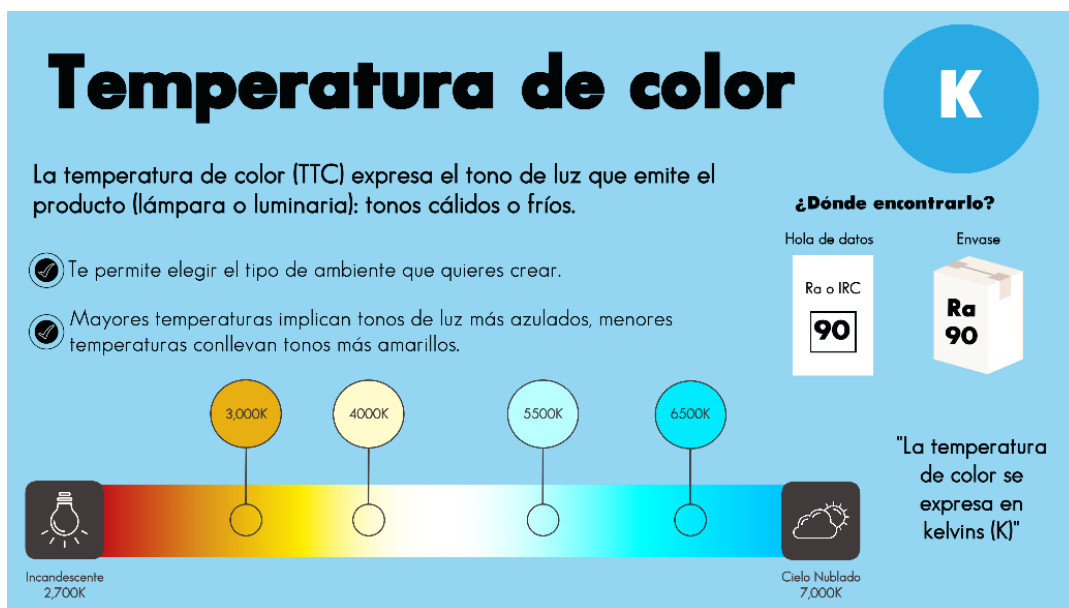 Temperatura de color
K
La temperatura de color (TTC) expresa el tono de luz que emite el
producto (lámpara o luminaria): tonos cálidos o fríos.
Te permite elegir el tipo de ambiente que quieres crear.
Mayores temperaturas implican tonos de luz más azulados, menores
temperaturas conllevan tonos más amarillos.
¿Dónde encontrarlo?
Hola de datos
Envase
Ra o IRC
90
Ra
90
3,000K
4000K
5500K
6500K
Incandescente
2,700K
Cielo Nublado
7,000K
"La temperatura
de color se
expresa en
kelvins (K)"